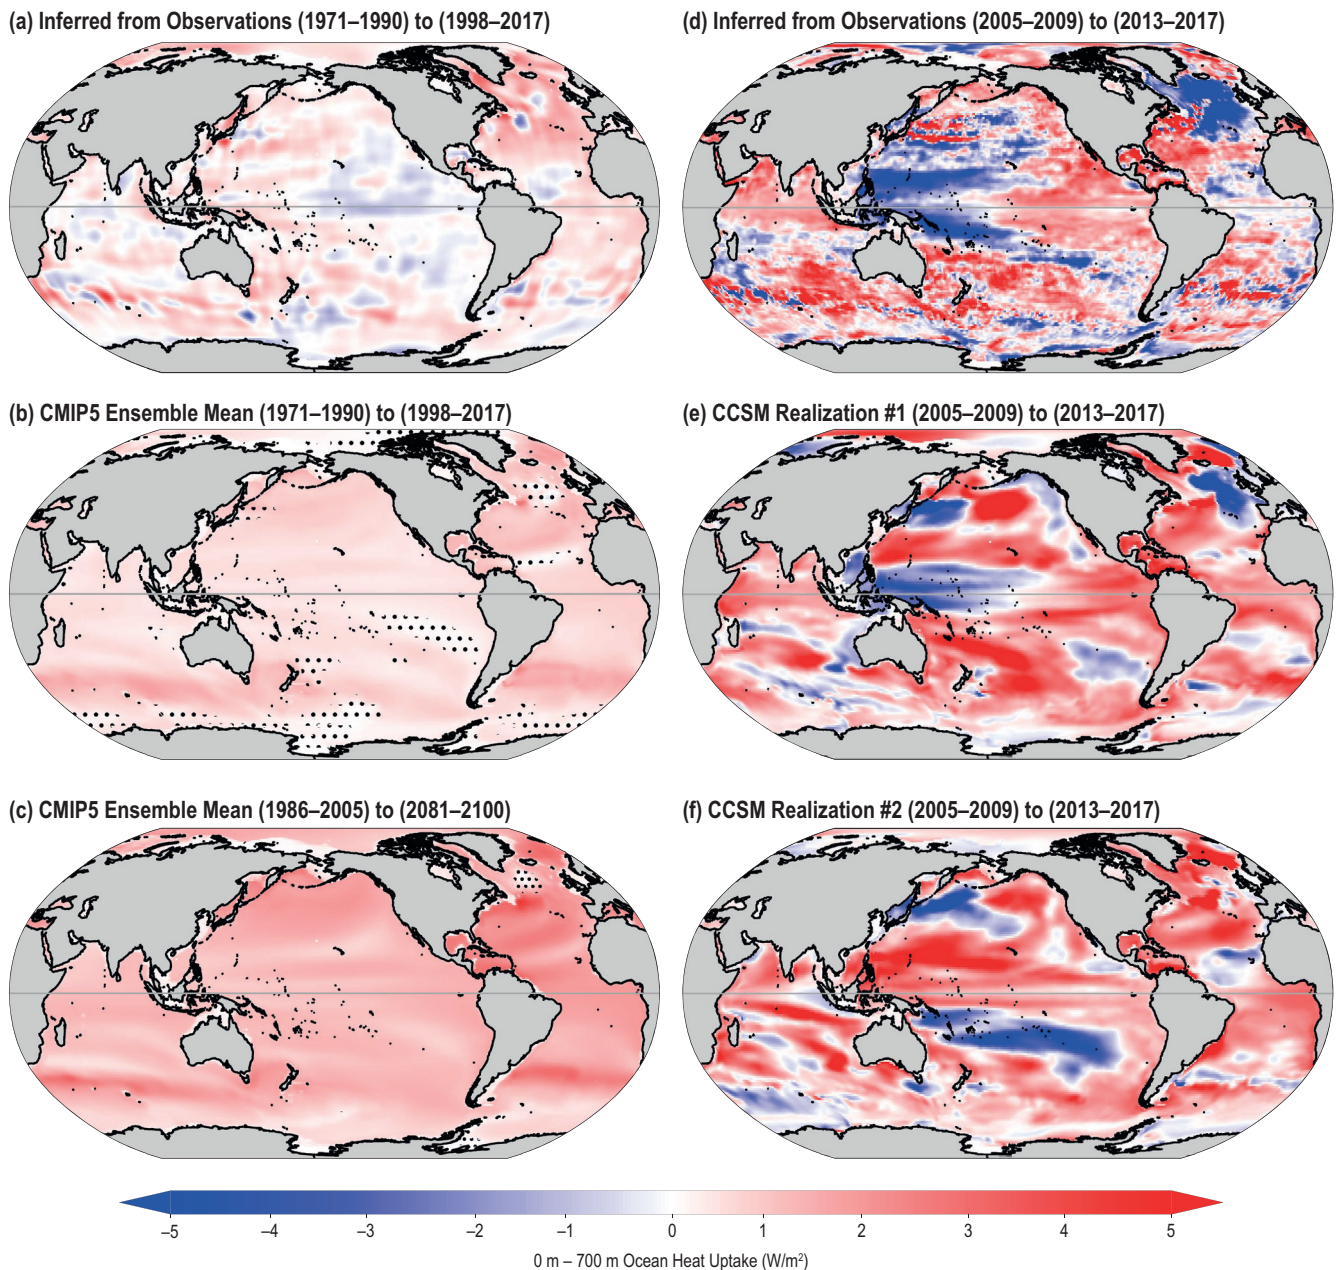 (a) Inferred from Observations (1971–1990) to (1998–2017)
(d) Inferred from Observations (2005–2009) to (2013–2017)
(b) CMIP5 Ensemble Mean (1971–1990) to (1998–2017)
(e) CCSM Realization #1 (2005–2009) to (2013–2017)
(c) CMIP5 Ensemble Mean (1986–2005) to (2081–2100)
(f) CCSM Realization #2 (2005–2009) to (2013–2017)
–5 –4 –3 –2 –1 0 1 2 3 4 5
0 m – 700 m Ocean Heat Uptake (W/m²)